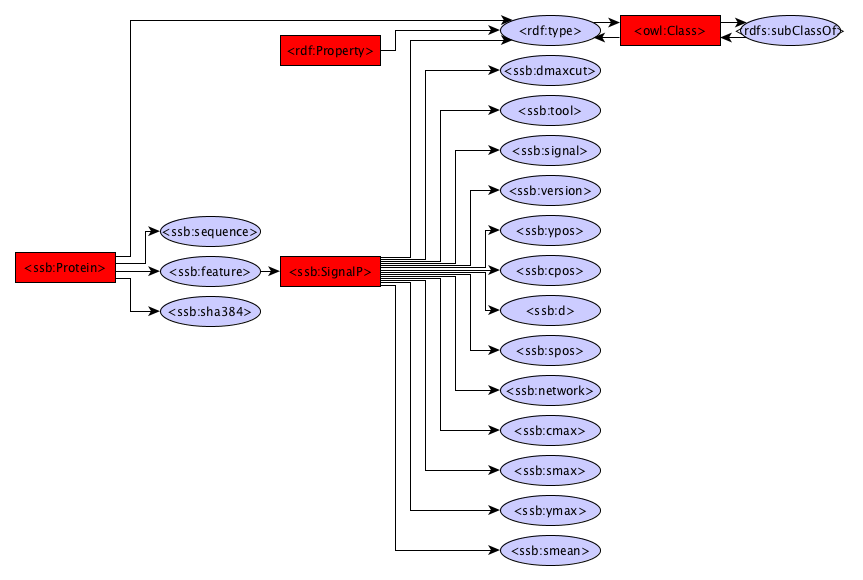 <rdf:type>
<owl:Class>
<rdfs:subClassOf>
<rdf:Property>
<ssb:dmaxcut>
<ssb:tool>
<ssb:signal>
<ssb:version>
<ssb:sequence>
<ssb:ypos>
<ssb:Protein>
<ssb:feature>
<ssb:SignalP>
<ssb:cpos>
<ssb:sha384>
<ssb:d>
<ssb:spos>
<ssb:network>
<ssb:cmax>
<ssb:smax>
<ssb:ymax>
<ssb:smean>